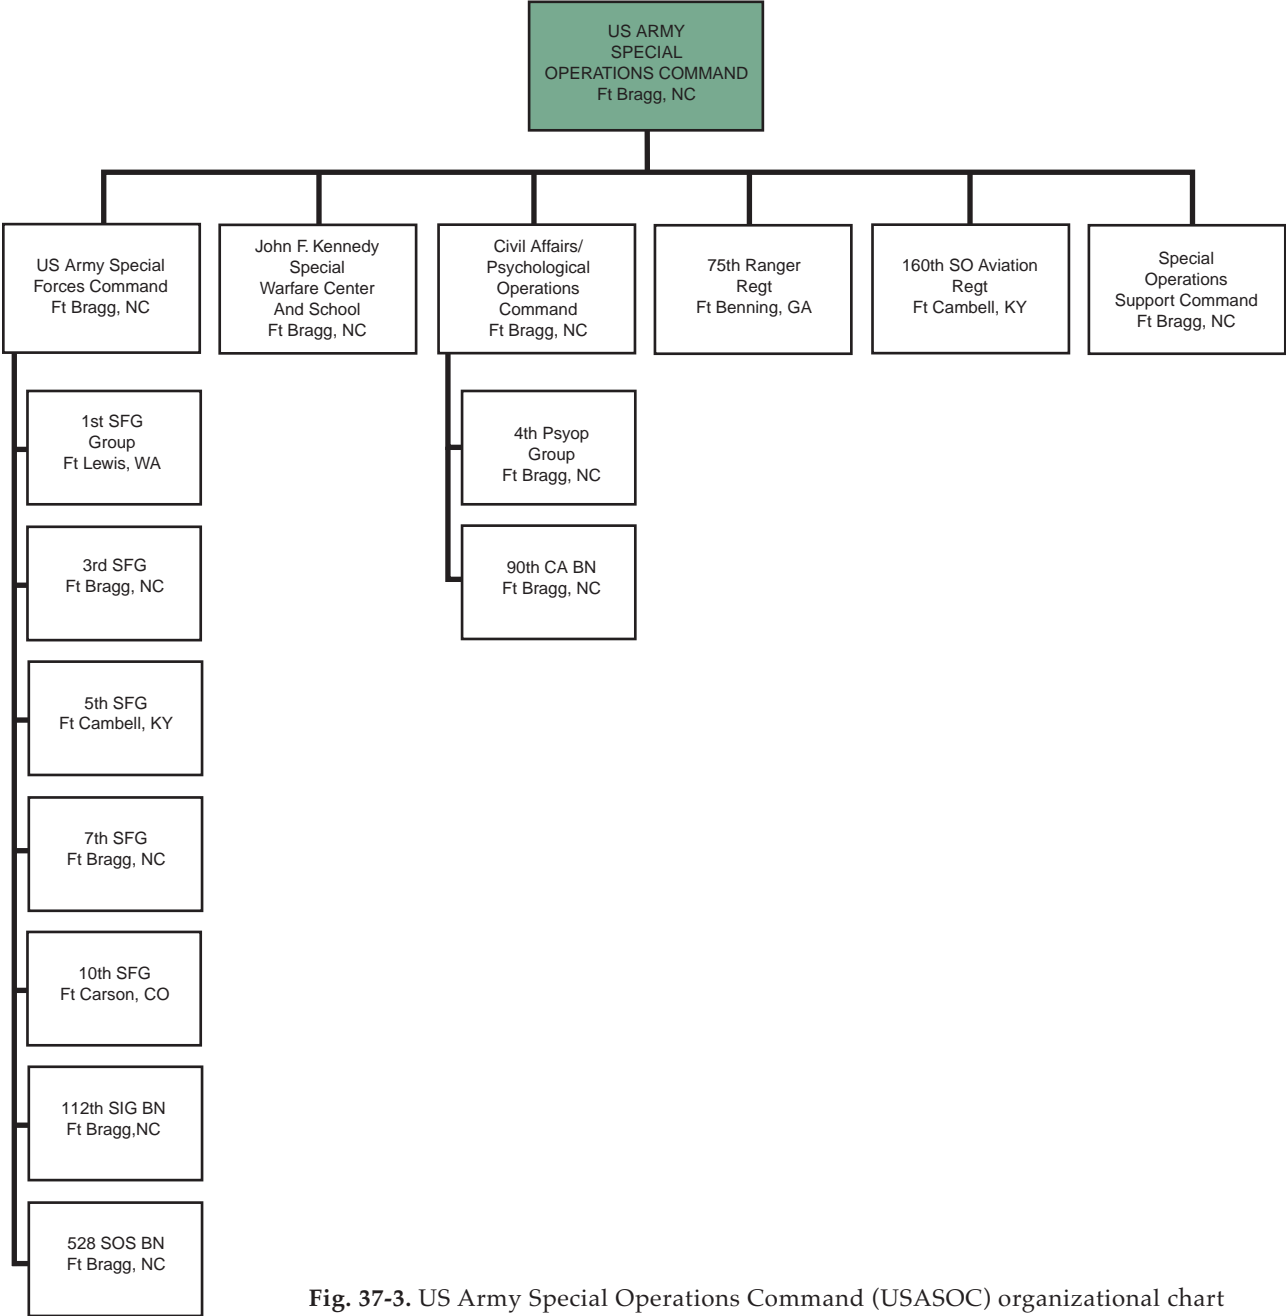 US ARMY
SPECIAL
OPERATIONS COMMAND
Ft Bragg, NC
US Army Special
Forces Command
Ft Bragg, NC
John F. Kennedy
Special
Warfare Center
And School
Ft Bragg, NC
Civil Affairs/
Psychological
Operations
Command
Ft Bragg, NC
75th Ranger
Regt
Ft Benning, GA
160th SO Aviation
Regt
Ft Cambell, KY
Special
Operations
Support Command
Ft Bragg, NC
1st SFG
Group
Ft Lewis, WA
3rd SFG
Ft Bragg, NC
5th SFG
Ft Cambell, KY
7th SFG
Ft Bragg, NC
10th SFG
Ft Carson, CO
112th SIG BN
Ft Bragg,NC
528 SOS BN
Ft Bragg, NC
4th Psyop
Group
Ft Bragg, NC
90th CA BN
Ft Bragg, NC
Fig. 37-3. US Army Special Operations Command (USASOC) organizational chart